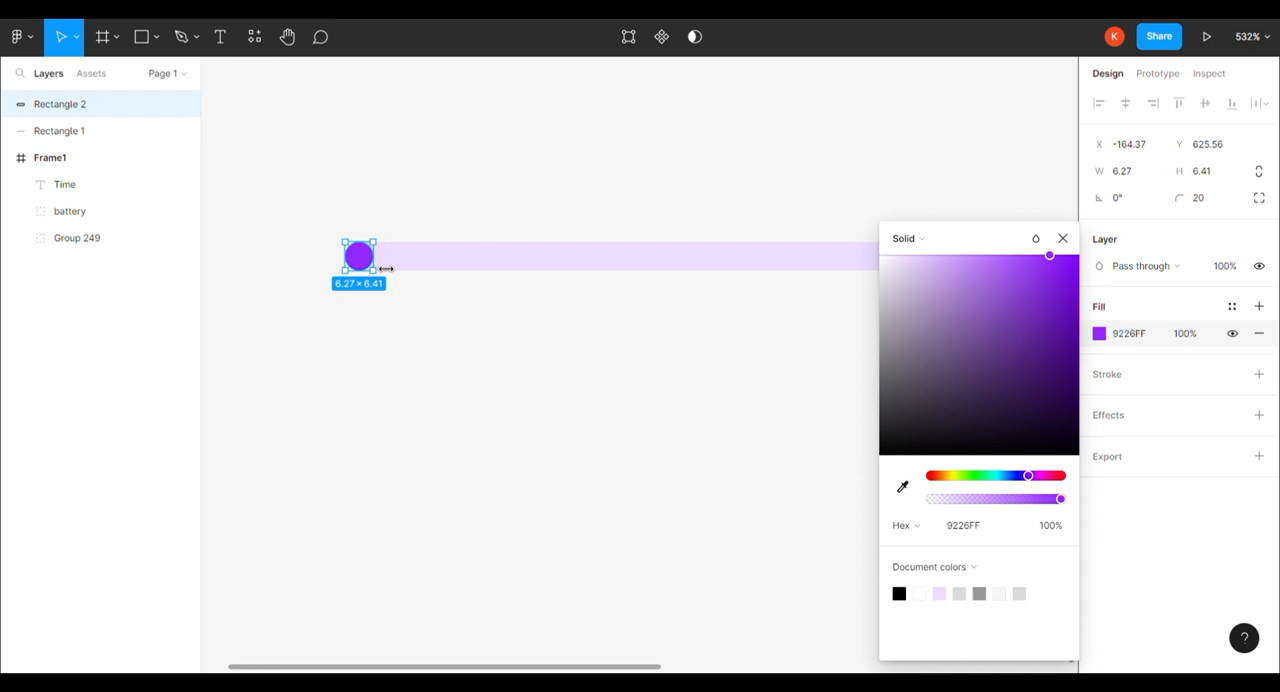 Share
532%
Layers Assets Page 1
Design Prototype Inspect
Rectangle 2
Rectangle 1
Frame1
Time
battery
Group 249
X -164.37 Y 625.56
W 6.27 H 6.41
0° 20
Layer
Pass through 100%
Fill
9226FF 100%
Stroke
Effects
Export
6.27 × 6.41
Solid
Hex 9226FF 100%
Document colors
K
?